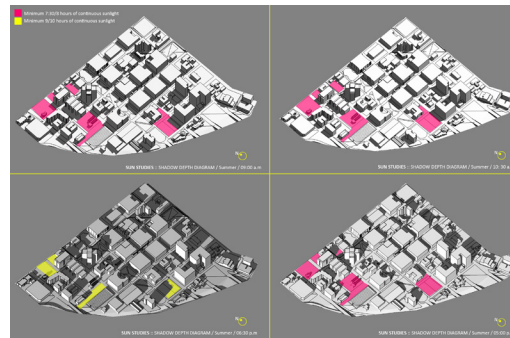 Minimum 7:30/8 hours of continuous sunlight
Minimum 9/10 hours of continuous sunlight
N
SUN STUDIES : SHADOW DEPTH DIAGRAM / Summer / 09:00 a.m
N
SUN STUDIES : SHADOW DEPTH DIAGRAM / Summer / 10: 30 a
N
SUN STUDIES : SHADOW DEPTH DIAGRAM / Summer / 06:30 p.m
N
SUN STUDIES : SHADOW DEPTH DIAGRAM / Summer / 05:00